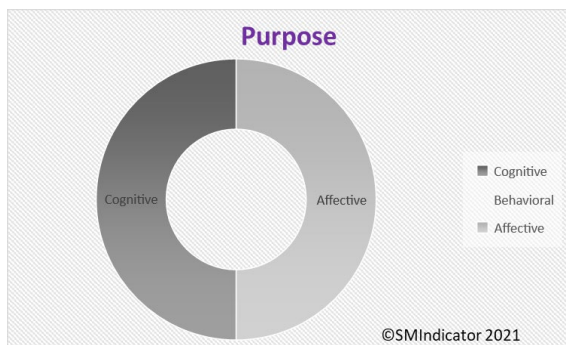 Purpose
Cognitive
Affective
Cognitive
Behavioral
Affective
©SMIndicator 2021